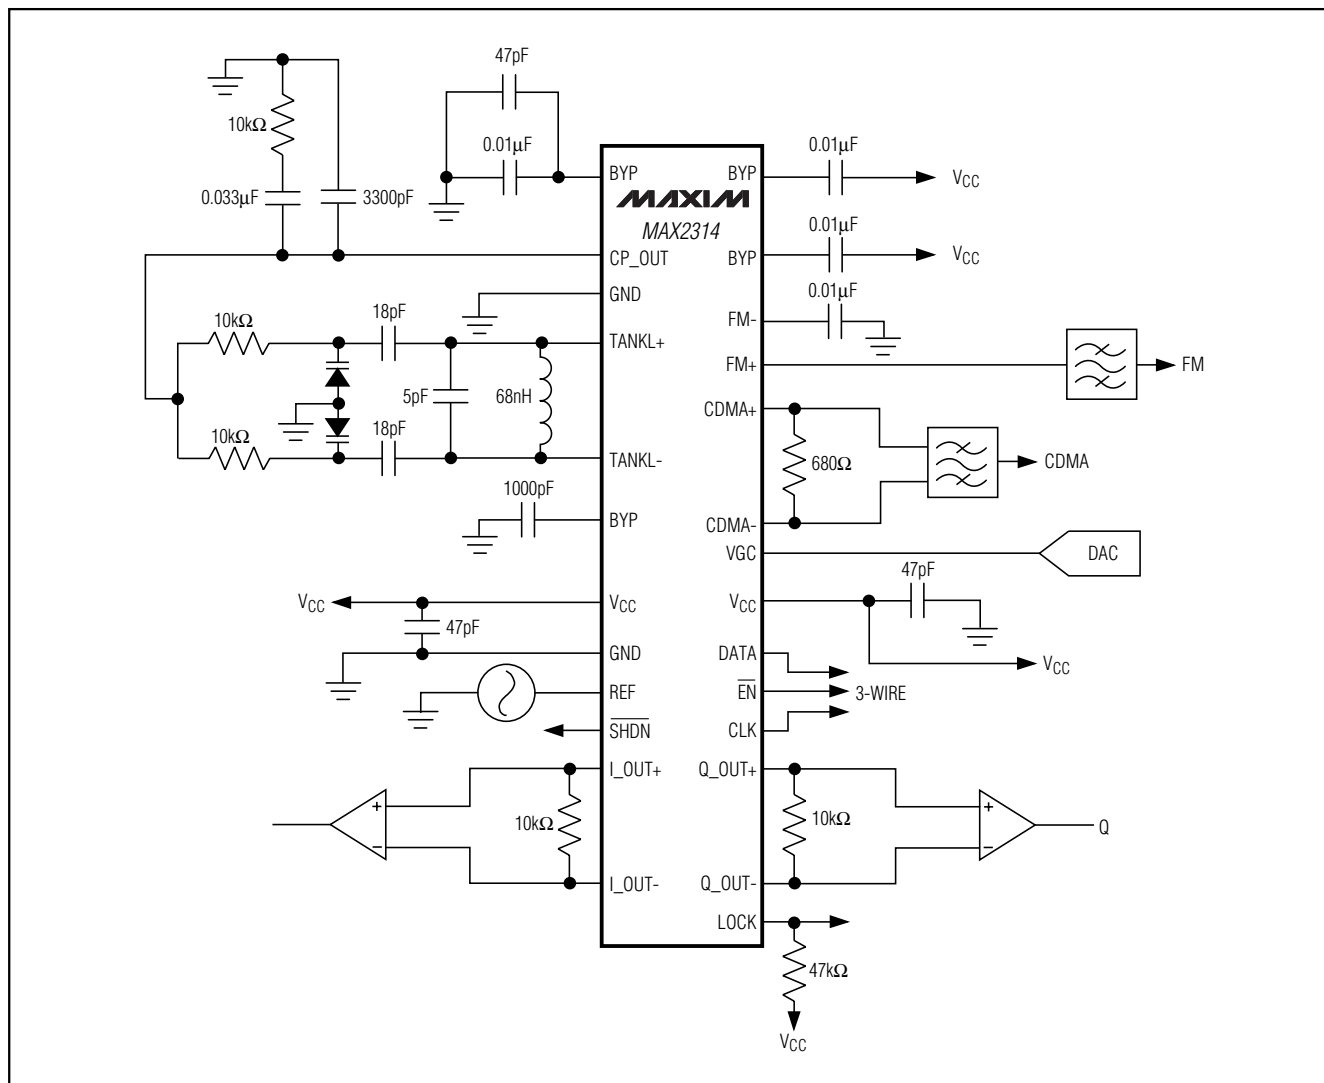 47pF
10kΩ
0.01µF
0.01µF
BYP
BYP
VCC
MAXIM
0.033µF
3300pF
MAX2314
0.01µF
CP_OUT
BYP
VCC
GND
0.01µF
18pF
10kΩ
FM-
TANKL+
FM+
FM
5pF
68nH
CDMA+
18pF
10kΩ
TANKL-
680Ω
CDMA
1000pF
BYP
CDMA-
VGC
DAC
47pF
VCC
VCC
VCC
47pF
GND
DATA
VCC
REF
EN
3-WIRE
SHDN
CLK
I_OUT+
Q_OUT+
+
10kΩ
10kΩ
+
Q
−
−
I_OUT-
Q_OUT-
LOCK
47kΩ
VCC